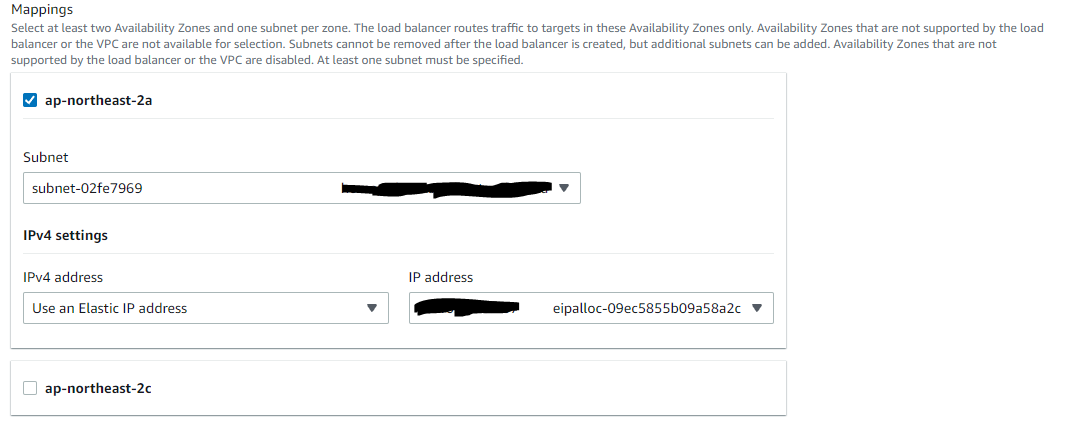 Mappings
Select at least two Availability Zones and one subnet per zone. The load balancer routes traffic to targets in these Availability Zones only. Availability Zones that are not supported by the load
balancer or the VPC are not available for selection. Subnets cannot be removed after the load balancer is created, but additional subnets can be added. Availability Zones that are not
supported by the load balancer or the VPC are disabled. At least one subnet must be specified.
ap-northeast-2a
Subnet
subnet-02fe7969
IPv4 settings
IPv4 address IP address
Use an Elastic IP address eipalloc-09ec5855b09a58a2c
ap-northeast-2c